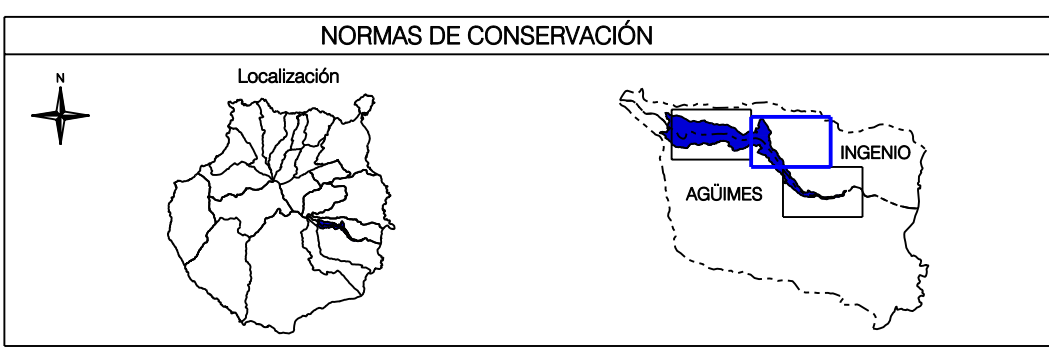 NORMAS DE CONSERVACIÓN
N
Localización
INGENIO
AGÜIMES